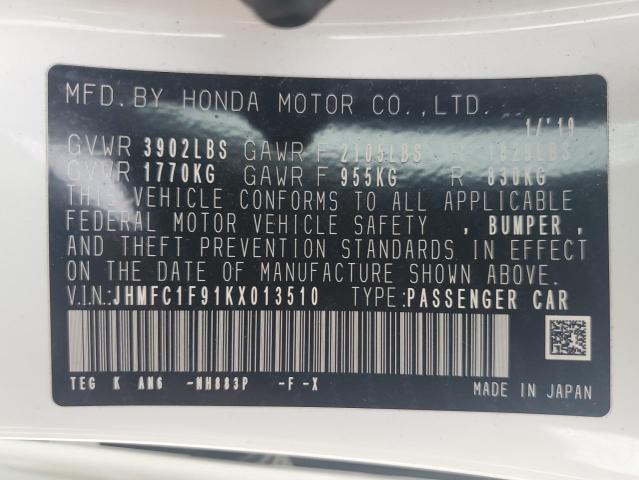 MFD.BY HONDA MOTOR CO.,LTD. 1/'19
GVWR 3902LBS GAWR F 2105LBS R 1829LBS
GVWR 1770KG GAWR F 955KG R 830KG
THIS VEHICLE CONFORMS TO ALL APPLICABLE
FEDERAL MOTOR VEHICLE SAFETY , BUMPER ,
AND THEFT PREVENTION STANDARDS IN EFFECT
ON THE DATE OF MANUFACTURE SHOWN ABOVE.
V.I.N.: JHMFC1F91KX013510 TYPE:PASSENGER CAR
TEG K AN6 -NH883P -F -X MADE IN JAPAN